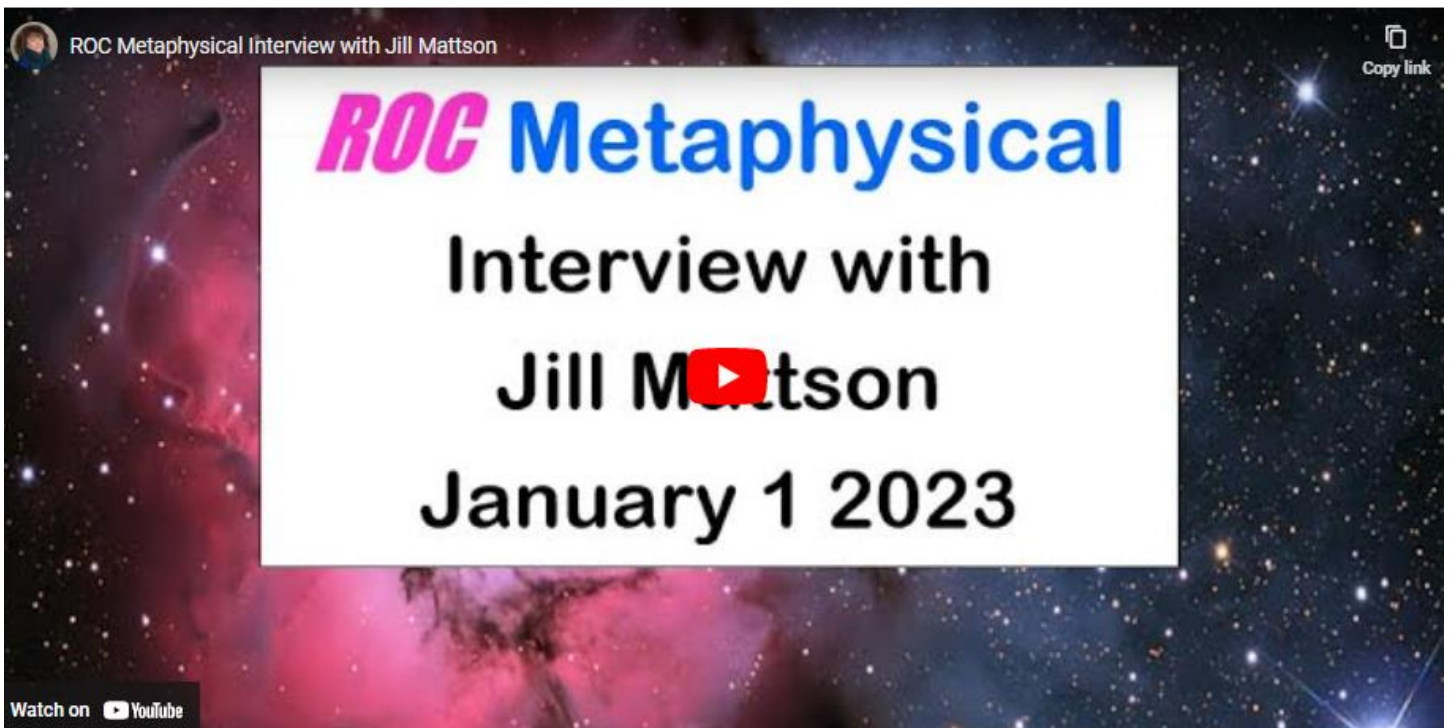 ROC Metaphysical Interview with Jill Mattson
Copy link
ROC Metaphysical
Interview with
Jill Mattson
January 1 2023
Watch on YouTube